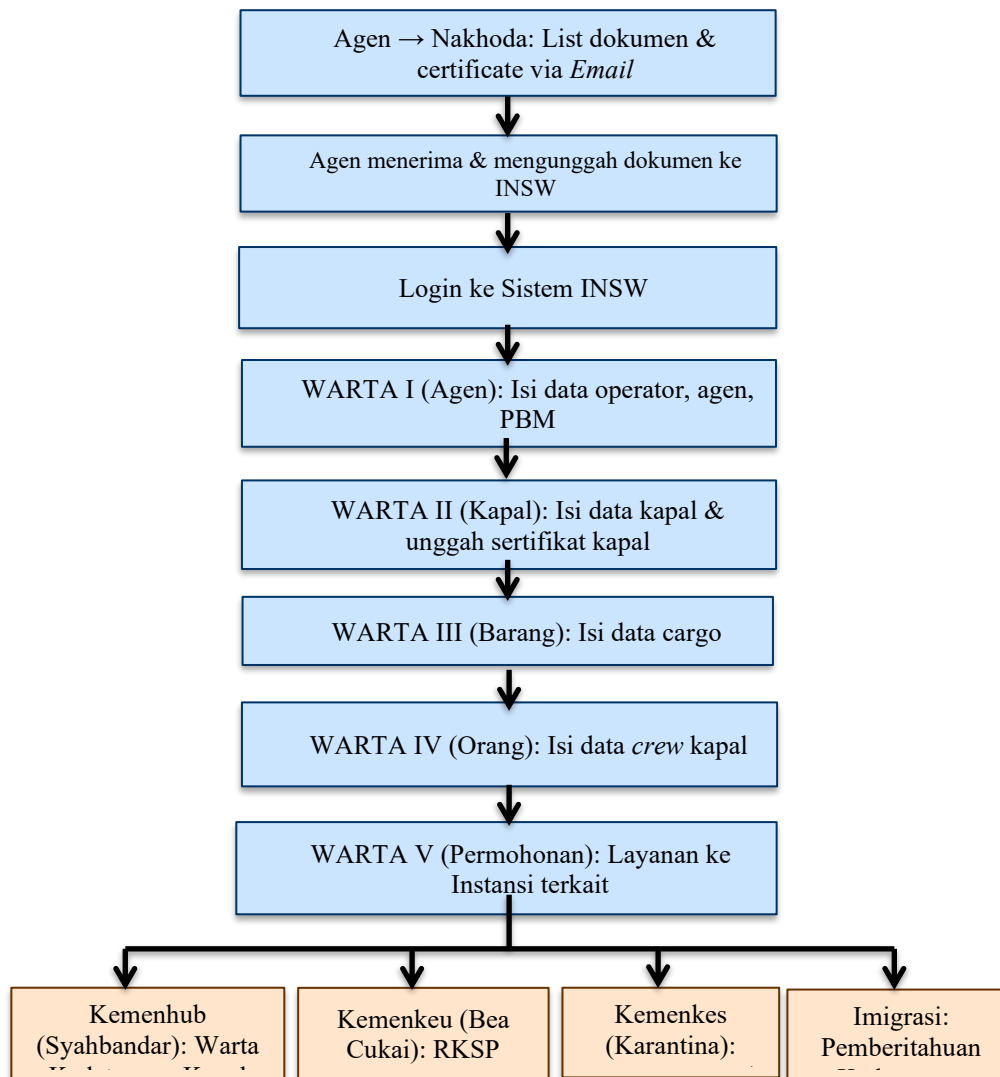 Agen → Nakhoda: List dokumen &
certificate via Email
Agen menerima & mengunggah dokumen ke
INSW
Login ke Sistem INSW
WARTA I (Agen): Isi data operator, agen,
PBM
WARTA II (Kapal): Isi data kapal &
unggah sertifikat kapal
WARTA III (Barang): Isi data cargo
WARTA IV (Orang): Isi data crew kapal
WARTA V (Permohonan): Layanan ke
Instansi terkait
Kemenhub
(Syahbandar): Warta
Kemenkeu (Bea
Cukai): RKSP
Kemenkes
(Karantina):
Imigrasi:
Pemberitahuan